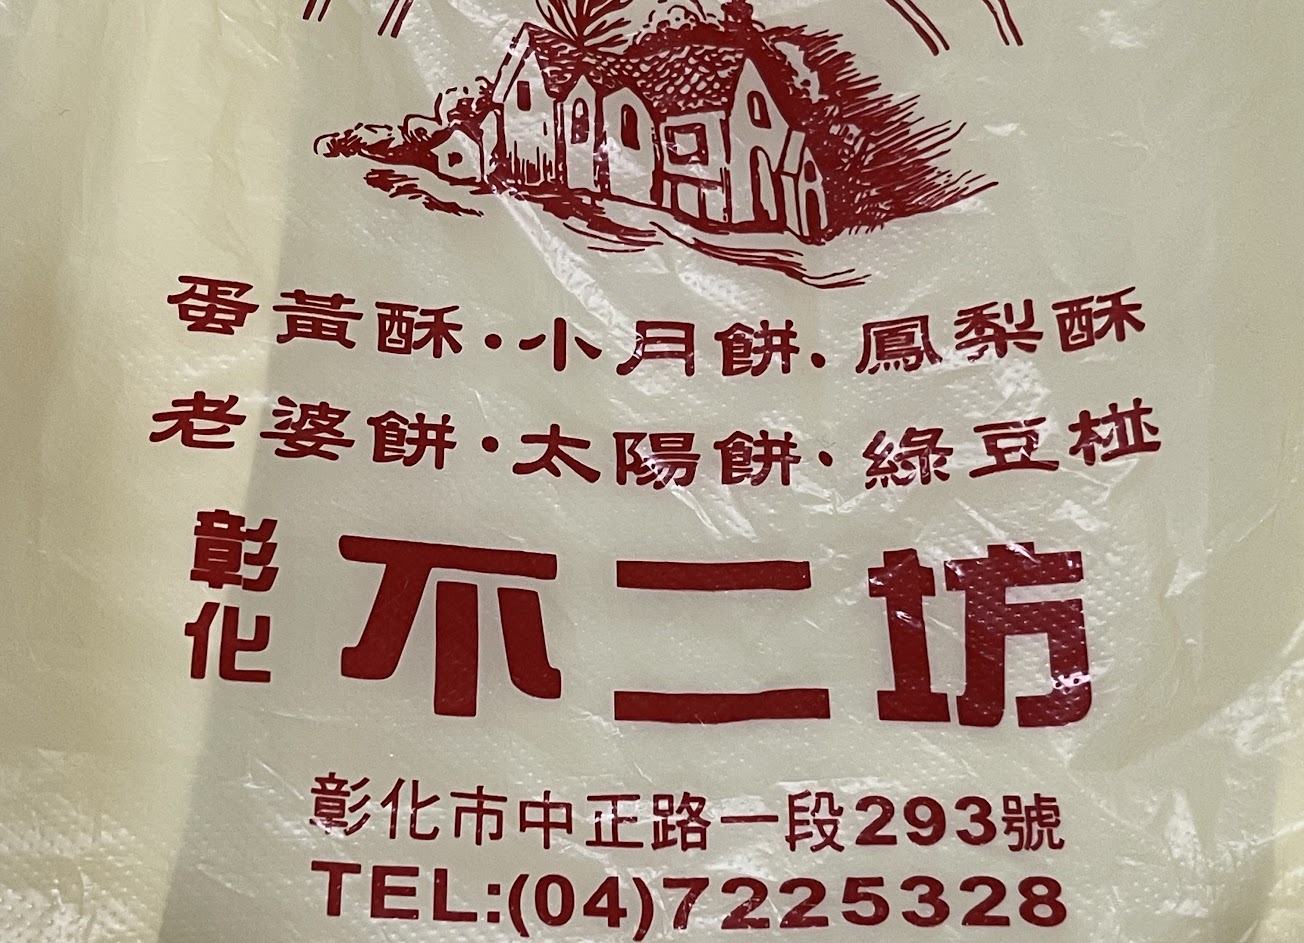 蛋黃酥·小月餅·鳳梨酥
老婆餅·太陽餅·綠豆椪
彰化
不二坊
彰化市中正路一段293號
TEL:(04)7225328